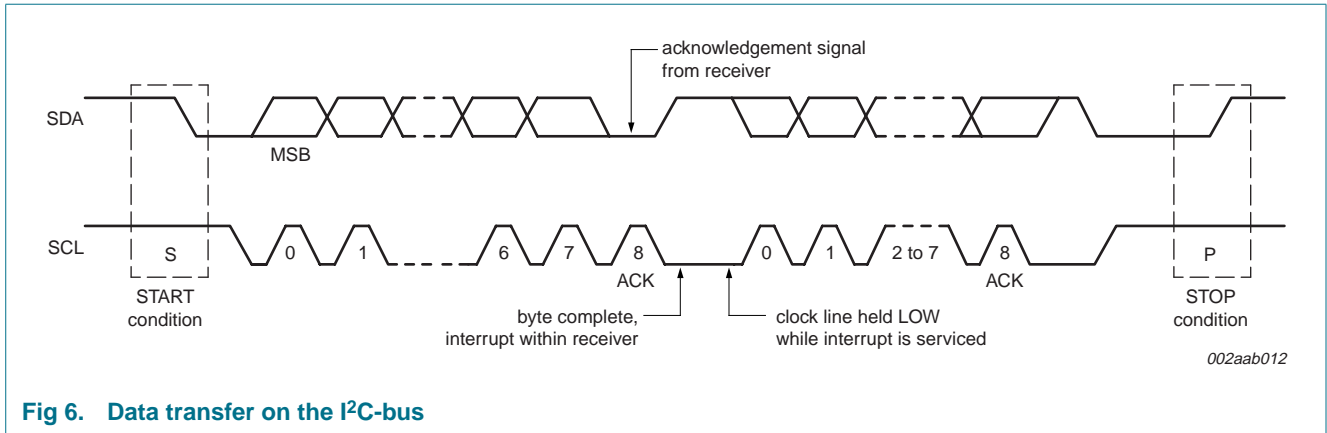 acknowledgement signal
from receiver
SDA
MSB
SCL
S
0
1
6
7
8
0
1
2 to 7
8
P
ACK
ACK
START
condition
byte complete,
interrupt within receiver
clock line held LOW
while interrupt is serviced
STOP
condition
002aab012
Fig 6. Data transfer on the I²C-bus